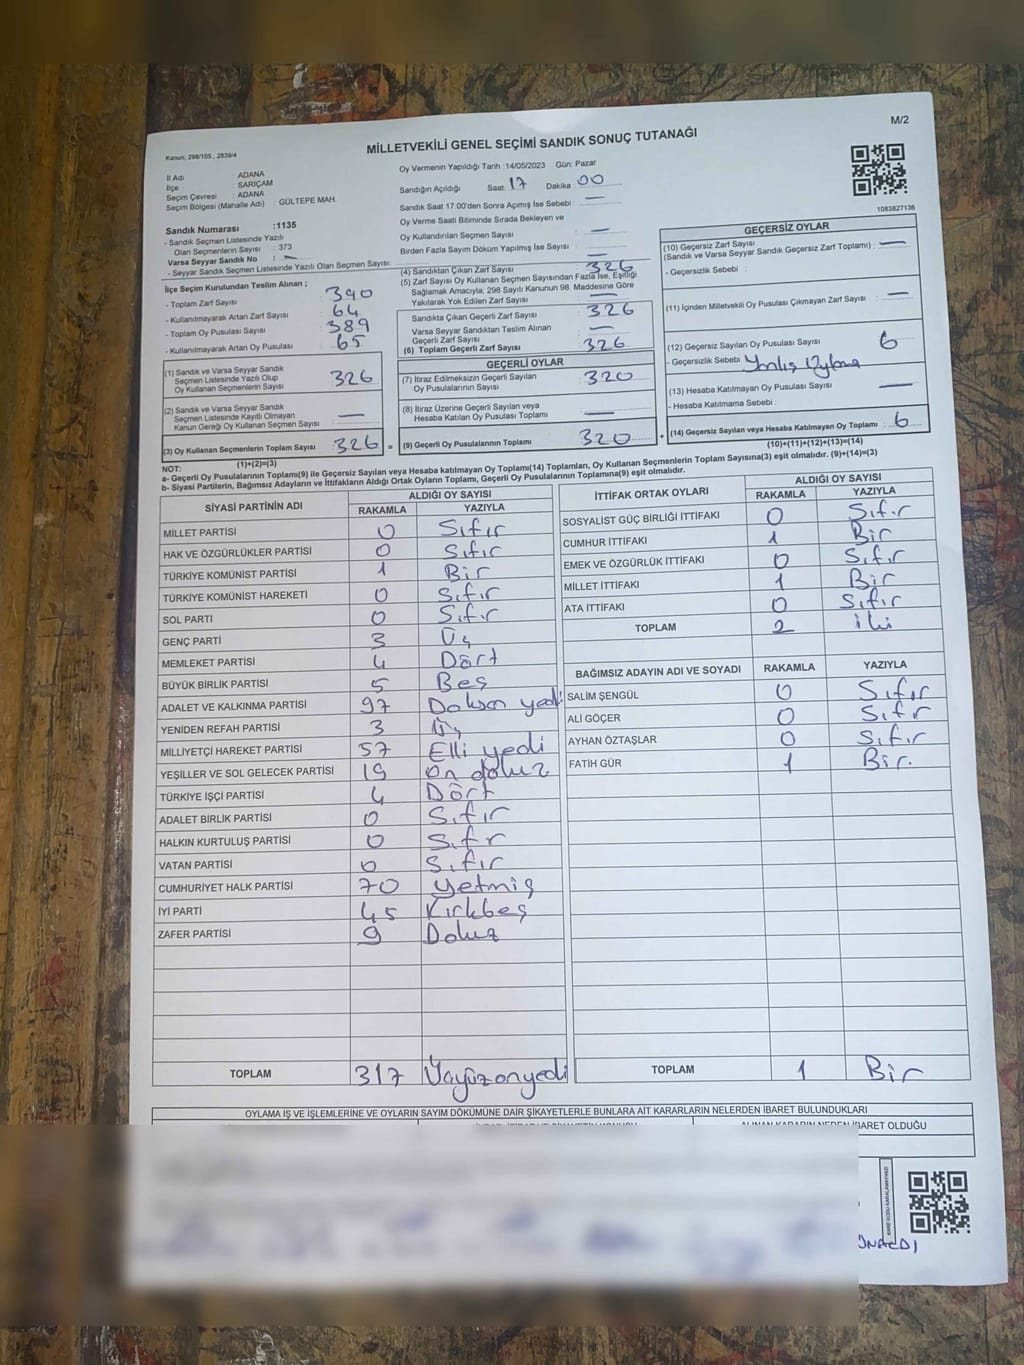 M/2
Kanun: 298/105 , 2839/4
MİLLETVEKİLİ GENEL SEÇİMİ SANDIK SONUÇ TUTANAĞI
İl Adı : ADANA
İlçe : SARIÇAM
Seçim Çevresi : ADANA
Seçim Bölgesi (Mahalle Adı) : GÜLTEPE MAH.
Sandık Numarası :1135
- Sandık Seçmen Listesinde Yazılı
Olan Seçmenlerin Sayısı : 373
Varsa Seyyar Sandık No : —
- Seyyar Sandık Seçmen Listesinde Yazılı Olan Seçmen Sayısı:
İlçe Seçim Kurulundan Teslim Alınan ;
- Toplam Zarf Sayısı 390
- Kullanılmayarak Artan Zarf Sayısı 64
- Toplam Oy Pusulası Sayısı 389
- Kullanılmayarak Artan Oy Pusulası 65
(1) Sandık ve Varsa Seyyar Sandık
Seçmen Listesinde Yazılı Olup
Oy Kullanan Seçmenlerin Sayısı 326
(2) Sandık ve Varsa Seyyar Sandık
Seçmen Listesinde Kayıtlı Olmayan
Kanun Gereği Oy Kullanan Seçmen Sayısı —
(3) Oy Kullanan Seçmenlerin Toplam Sayısı 326
(1)+(2)=(3)
Oy Vermenin Yapıldığı Tarih : 14/05/2023 Gün: Pazar
Sandığın Açıldığı Saat 17 Dakika 00
Sandık Saat 17.00'den Sonra Açımış İse Sebebi : —
Oy Verme Saati Bitiminde Sırada Bekleyen ve
Oy Kullandırılan Seçmen Sayısı : —
Birden Fazla Sayım Döküm Yapılmış İse Sayısı : —
(4) Sandıktan Çıkan Zarf Sayısı 326
(5) Zarf Sayısı Oy Kullanan Seçmen Sayısından Fazla İse, Eşitliği
Sağlamak Amacıyla, 298 Sayılı Kanunun 98. Maddesine Göre
Yakılarak Yok Edilen Zarf Sayısı —
Sandıkta Çıkan Geçerli Zarf Sayısı : 326
Varsa Seyyar Sandıktan Teslim Alınan
Geçerli Zarf Sayısı : —
(6) Toplam Geçerli Zarf Sayısı : 326
GEÇERLİ OYLAR
(7) İtiraz Edilmeksizin Geçerli Sayılan
Oy Pusulalarının Sayısı : 320
(8) İtiraz Üzerine Geçerli Sayılan veya
Hesaba Katılan Oy Pusulası Toplamı : —
= (9) Geçerli Oy Pusulalarının Toplamı 320 +
1083827136
GEÇERSİZ OYLAR
(10) Geçersiz Zarf Sayısı
(Sandık ve Varsa Seyyar Sandık Geçersiz Zarf Toplamı) : —
- Geçersizlik Sebebi :
(11) İçinden Milletvekili Oy Pusulası Çıkmayan Zarf Sayısı : —
(12) Geçersiz Sayılan Oy Pusulası Sayısı : 6
- Geçersizlik Sebebi Yanlış Oylama
(13) Hesaba Katılmayan Oy Pusulası Sayısı : —
- Hesaba Katılmama Sebebi :
(14) Geçersiz Sayılan veya Hesaba Katılmayan Oy Toplamı : 6
(10)+(11)+(12)+(13)=(14)
NOT:
a- Geçerli Oy Pusulalarının Toplamı(9) ile Geçersiz Sayılan veya Hesaba katılmayan Oy Toplamı(14) Toplamları, Oy Kullanan Seçmenlerin Toplam Sayısına(3) eşit olmalıdır. (9)+(14)=(3)
b- Siyasi Partilerin, Bağımsız Adayların ve İttifakların Aldığı Ortak Oyların Toplamı, Geçerli Oy Pusulalarının Toplamına(9) eşit olmalıdır.
SİYASİ PARTİNİN ADI ALDIĞI OY SAYISI
RAKAMLA YAZIYLA
MİLLET PARTİSİ 0 Sıfır
HAK VE ÖZGÜRLÜKLER PARTİSİ 0 Sıfır
TÜRKİYE KOMÜNİST PARTİSİ 1 Bir
TÜRKİYE KOMÜNİST HAREKETİ 0 Sıfır
SOL PARTİ 0 Sıfır
GENÇ PARTİ 3 Üç
MEMLEKET PARTİSİ 4 Dört
BÜYÜK BİRLİK PARTİSİ 5 Beş
ADALET VE KALKINMA PARTİSİ 97 Doksan yedi
YENİDEN REFAH PARTİSİ 3 Üç
MİLLİYETÇİ HAREKET PARTİSİ 57 Elli yedi
YEŞİLLER VE SOL GELECEK PARTİSİ 19 on dokuz
TÜRKİYE İŞÇİ PARTİSİ 4 Dört
ADALET BİRLİK PARTİSİ 0 Sıfır
HALKIN KURTULUŞ PARTİSİ 0 Sıfr
VATAN PARTİSİ 0 Sıfır
CUMHURİYET HALK PARTİSİ 70 yetmiş
İYİ PARTİ 45 Kırkbeş
ZAFER PARTİSİ 9 Dokuz
TOPLAM 317 Üçyüzonyedi
İTTİFAK ORTAK OYLARI ALDIĞI OY SAYISI
RAKAMLA YAZIYLA
SOSYALİST GÜÇ BİRLİĞİ İTTİFAKI 0 Sıfır
CUMHUR İTTİFAKI 1 Bir
EMEK VE ÖZGÜRLÜK İTTİFAKI 0 Sıfır
MİLLET İTTİFAKI 1 Bir
ATA İTTİFAKI 0 Sıfır
TOPLAM 2 iki
BAĞIMSIZ ADAYIN ADI VE SOYADI RAKAMLA YAZIYLA
SALİM ŞENGÜL 0 Sıfır
ALİ GÖÇER 0 Sıfır
AYHAN ÖZTAŞLAR 0 Sıfır
FATİH GÜR 1 Bir.
TOPLAM 1 Bir
OYLAMA İŞ VE İŞLEMLERİNE VE OYLARIN SAYIM DÖKÜMÜNE DAİR ŞİKAYETLERLE BUNLARA AİT KARARLARIN NELERDEN İBARET BULUNDUKLARI
ALINAN KARARIN NEDEN İBARET OLDUĞU